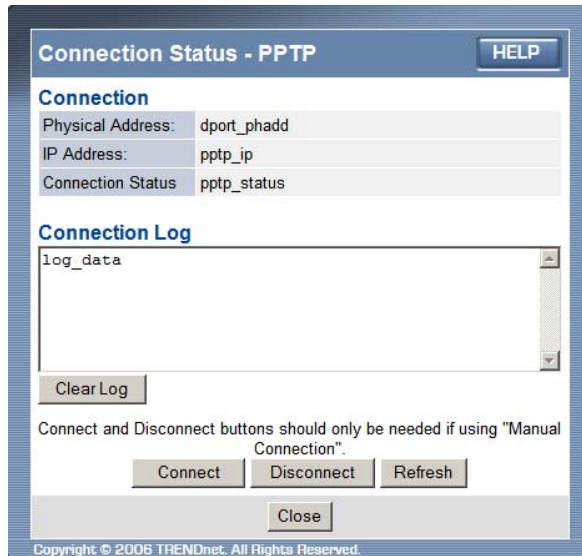 Connection Status - PPTP HELP
Connection
Physical Address: dport_phadd
IP Address: pptp_ip
Connection Status pptp_status
Connection Log
log_data
Clear Log
Connect and Disconnect buttons should only be needed if using "Manual
Connection".
Connect Disconnect Refresh
Close
Copyright © 2006 TRENDnet. All Rights Reserved.